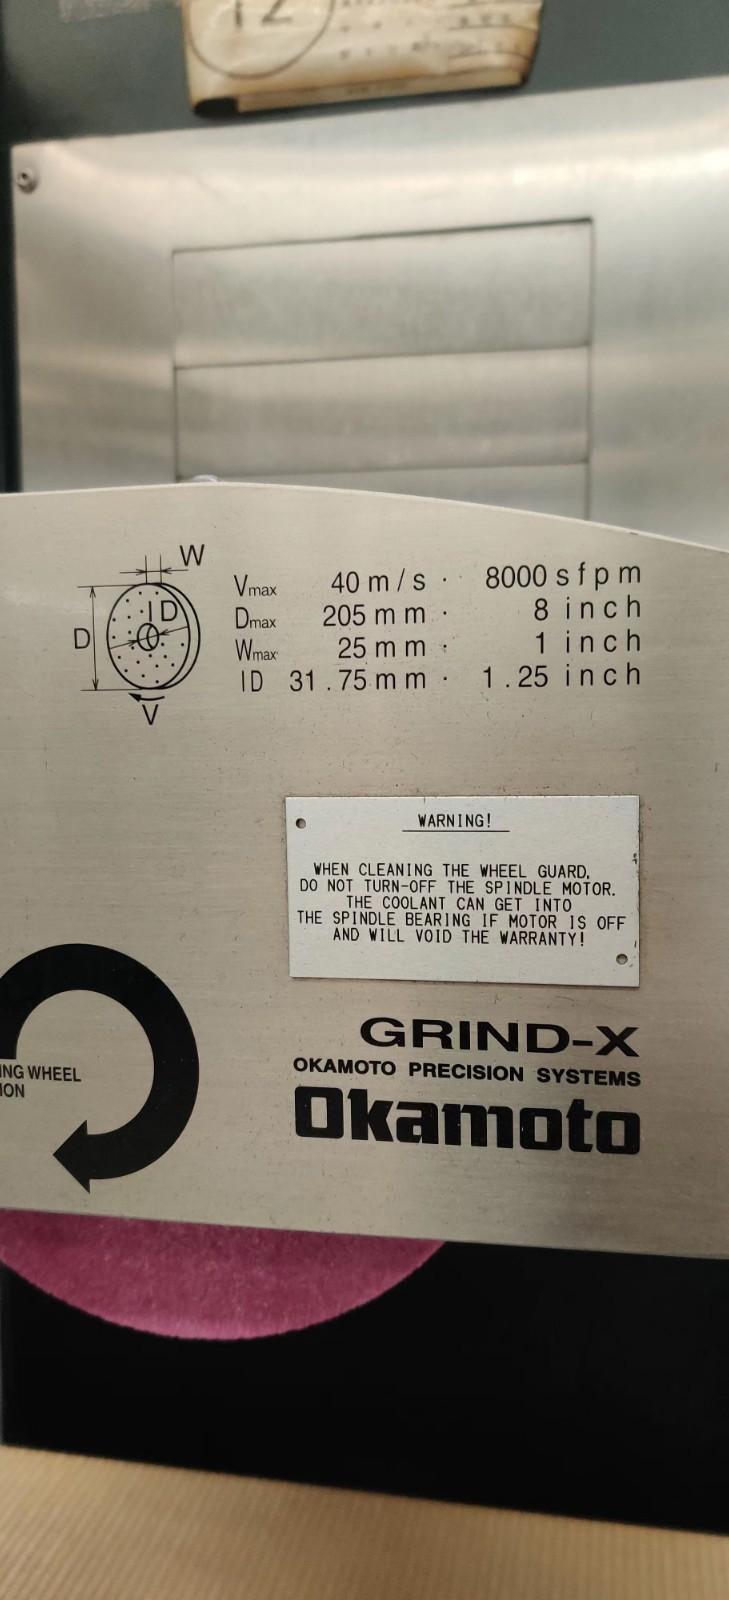 12
W
D
ID
V
Vmax 40 m/s · 8000 sfpm
Dmax 205 mm · 8 inch
Wmax 25 mm · 1 inch
ID 31.75 mm · 1.25 inch
WARNING!
WHEN CLEANING THE WHEEL GUARD,
DO NOT TURN-OFF THE SPINDLE MOTOR.
THE COOLANT CAN GET INTO
THE SPINDLE BEARING IF MOTOR IS OFF
AND WILL VOID THE WARRANTY!
GRIND-X
OKAMOTO PRECISION SYSTEMS
Okamoto
ING WHEEL
ION